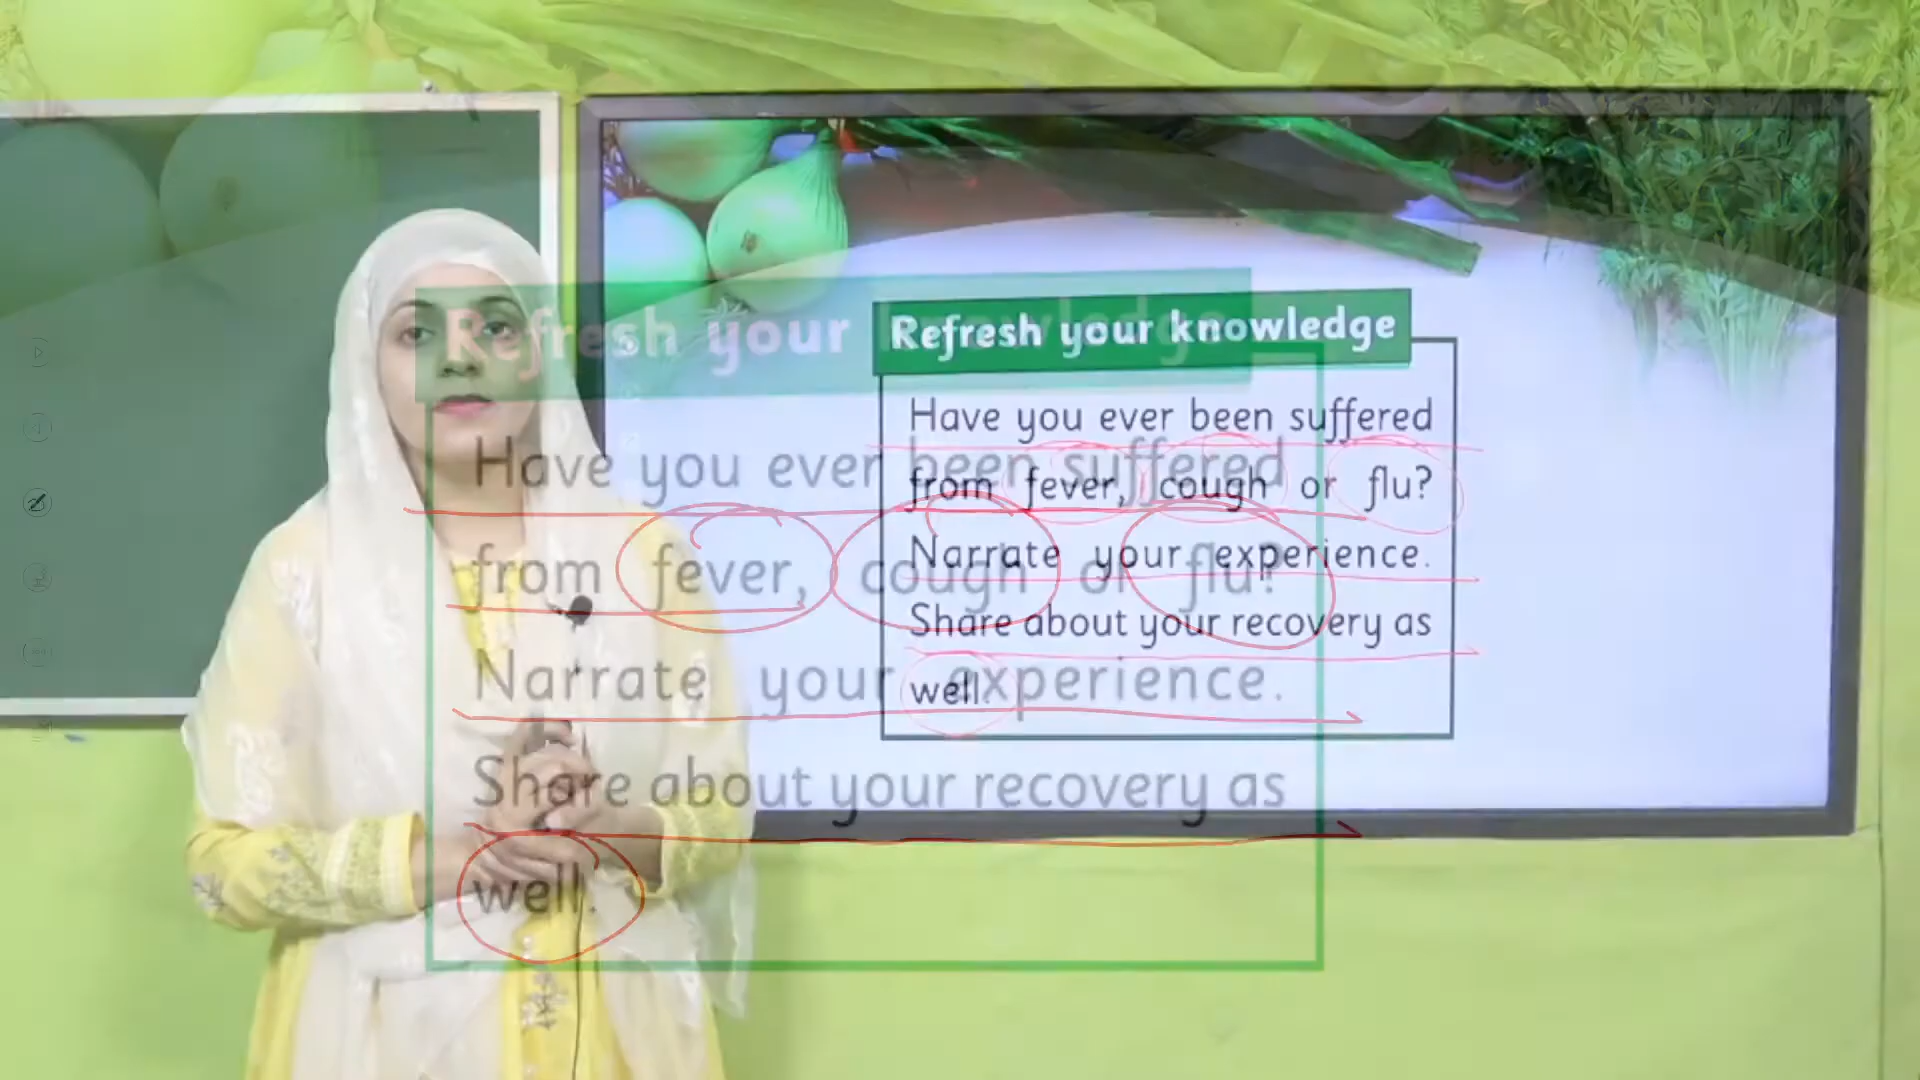 Refresh your knowledge
Have you ever been suffered
from fever, cough or flu?
Narrate your experience.
Share about your recovery as
well.
Refresh your knowledge
Have you ever been suffered
from fever, cough or flu?
Narrate your experience.
Share about your recovery as
well.